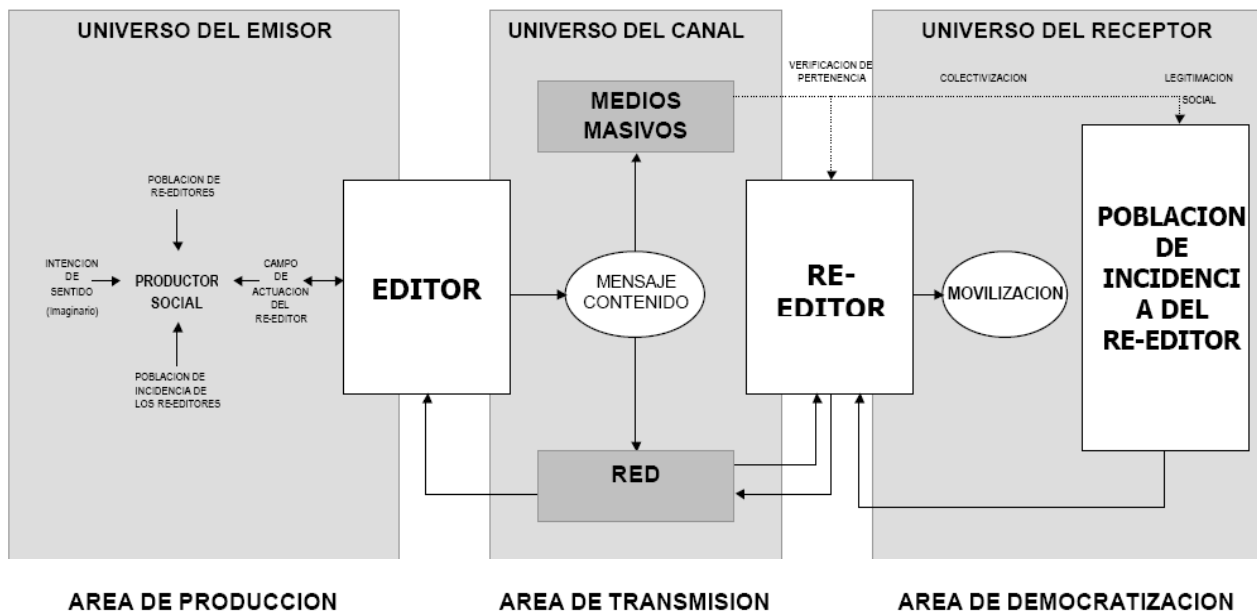 UNIVERSO DEL EMISOR
UNIVERSO DEL CANAL
UNIVERSO DEL RECEPTOR
VERIFICACION DE
PERTENENCIA
COLECTIVIZACION
LEGITIMACION
SOCIAL
MEDIOS
MASIVOS
POBLACION DE
RE-EDITORES
INTENCION
DE
SENTIDO
(Imaginario)
PRODUCTOR
SOCIAL
CAMPO
DE
ACTUACION
DEL
RE-EDITOR
POBLACION DE
INCIDENCIA DE
LOS RE-EDITORES
EDITOR
MENSAJE
CONTENIDO
RE-
EDITOR
MOVILIZACION
POBLACION
DE
INCIDENCI
A DEL
RE-EDITOR
RED
AREA DE PRODUCCION
AREA DE TRANSMISION
AREA DE DEMOCRATIZACION